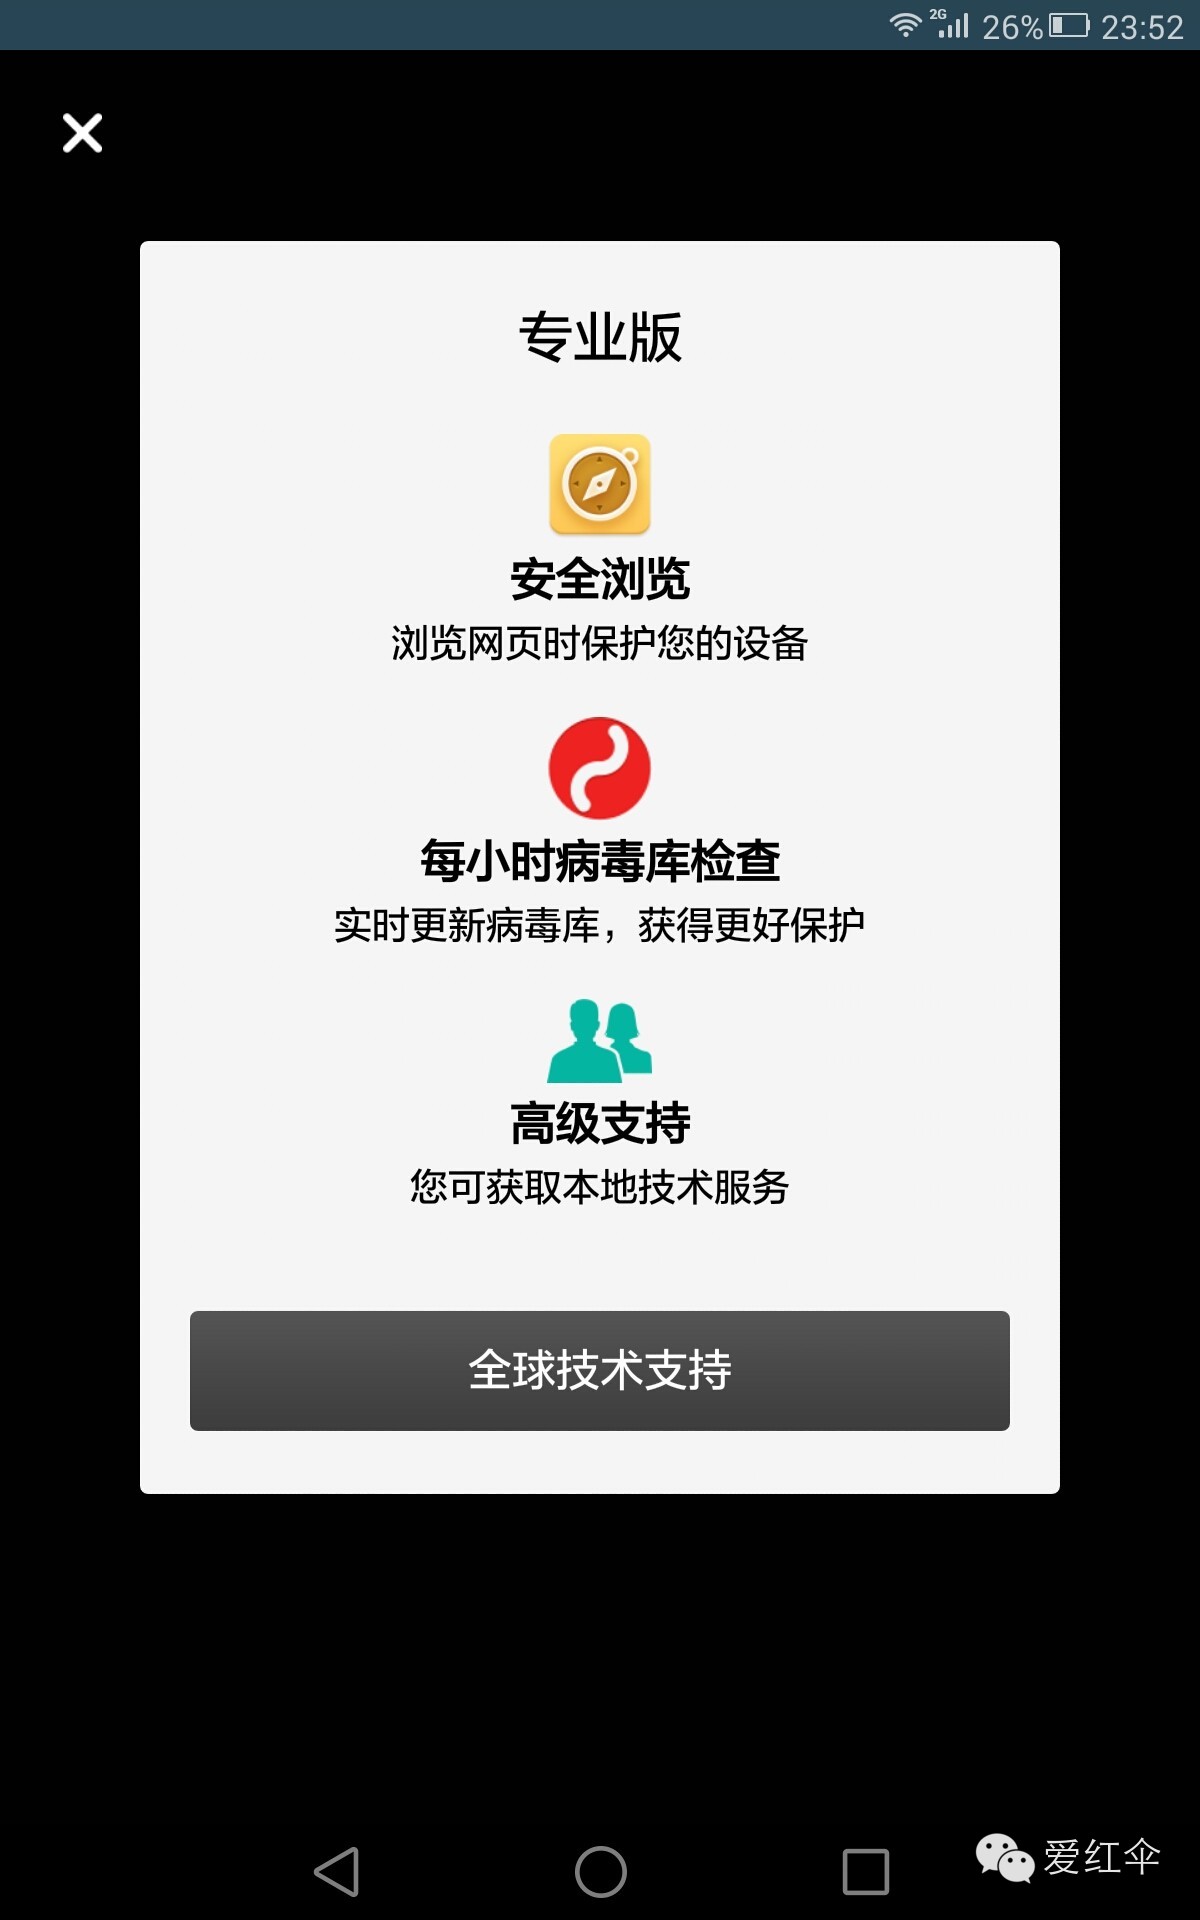 2G 26% 23:52
专业版
安全浏览
浏览网页时保护您的设备
每小时病毒库检查
实时更新病毒库，获得更好保护
高级支持
您可获取本地技术服务
全球技术支持
爱红伞